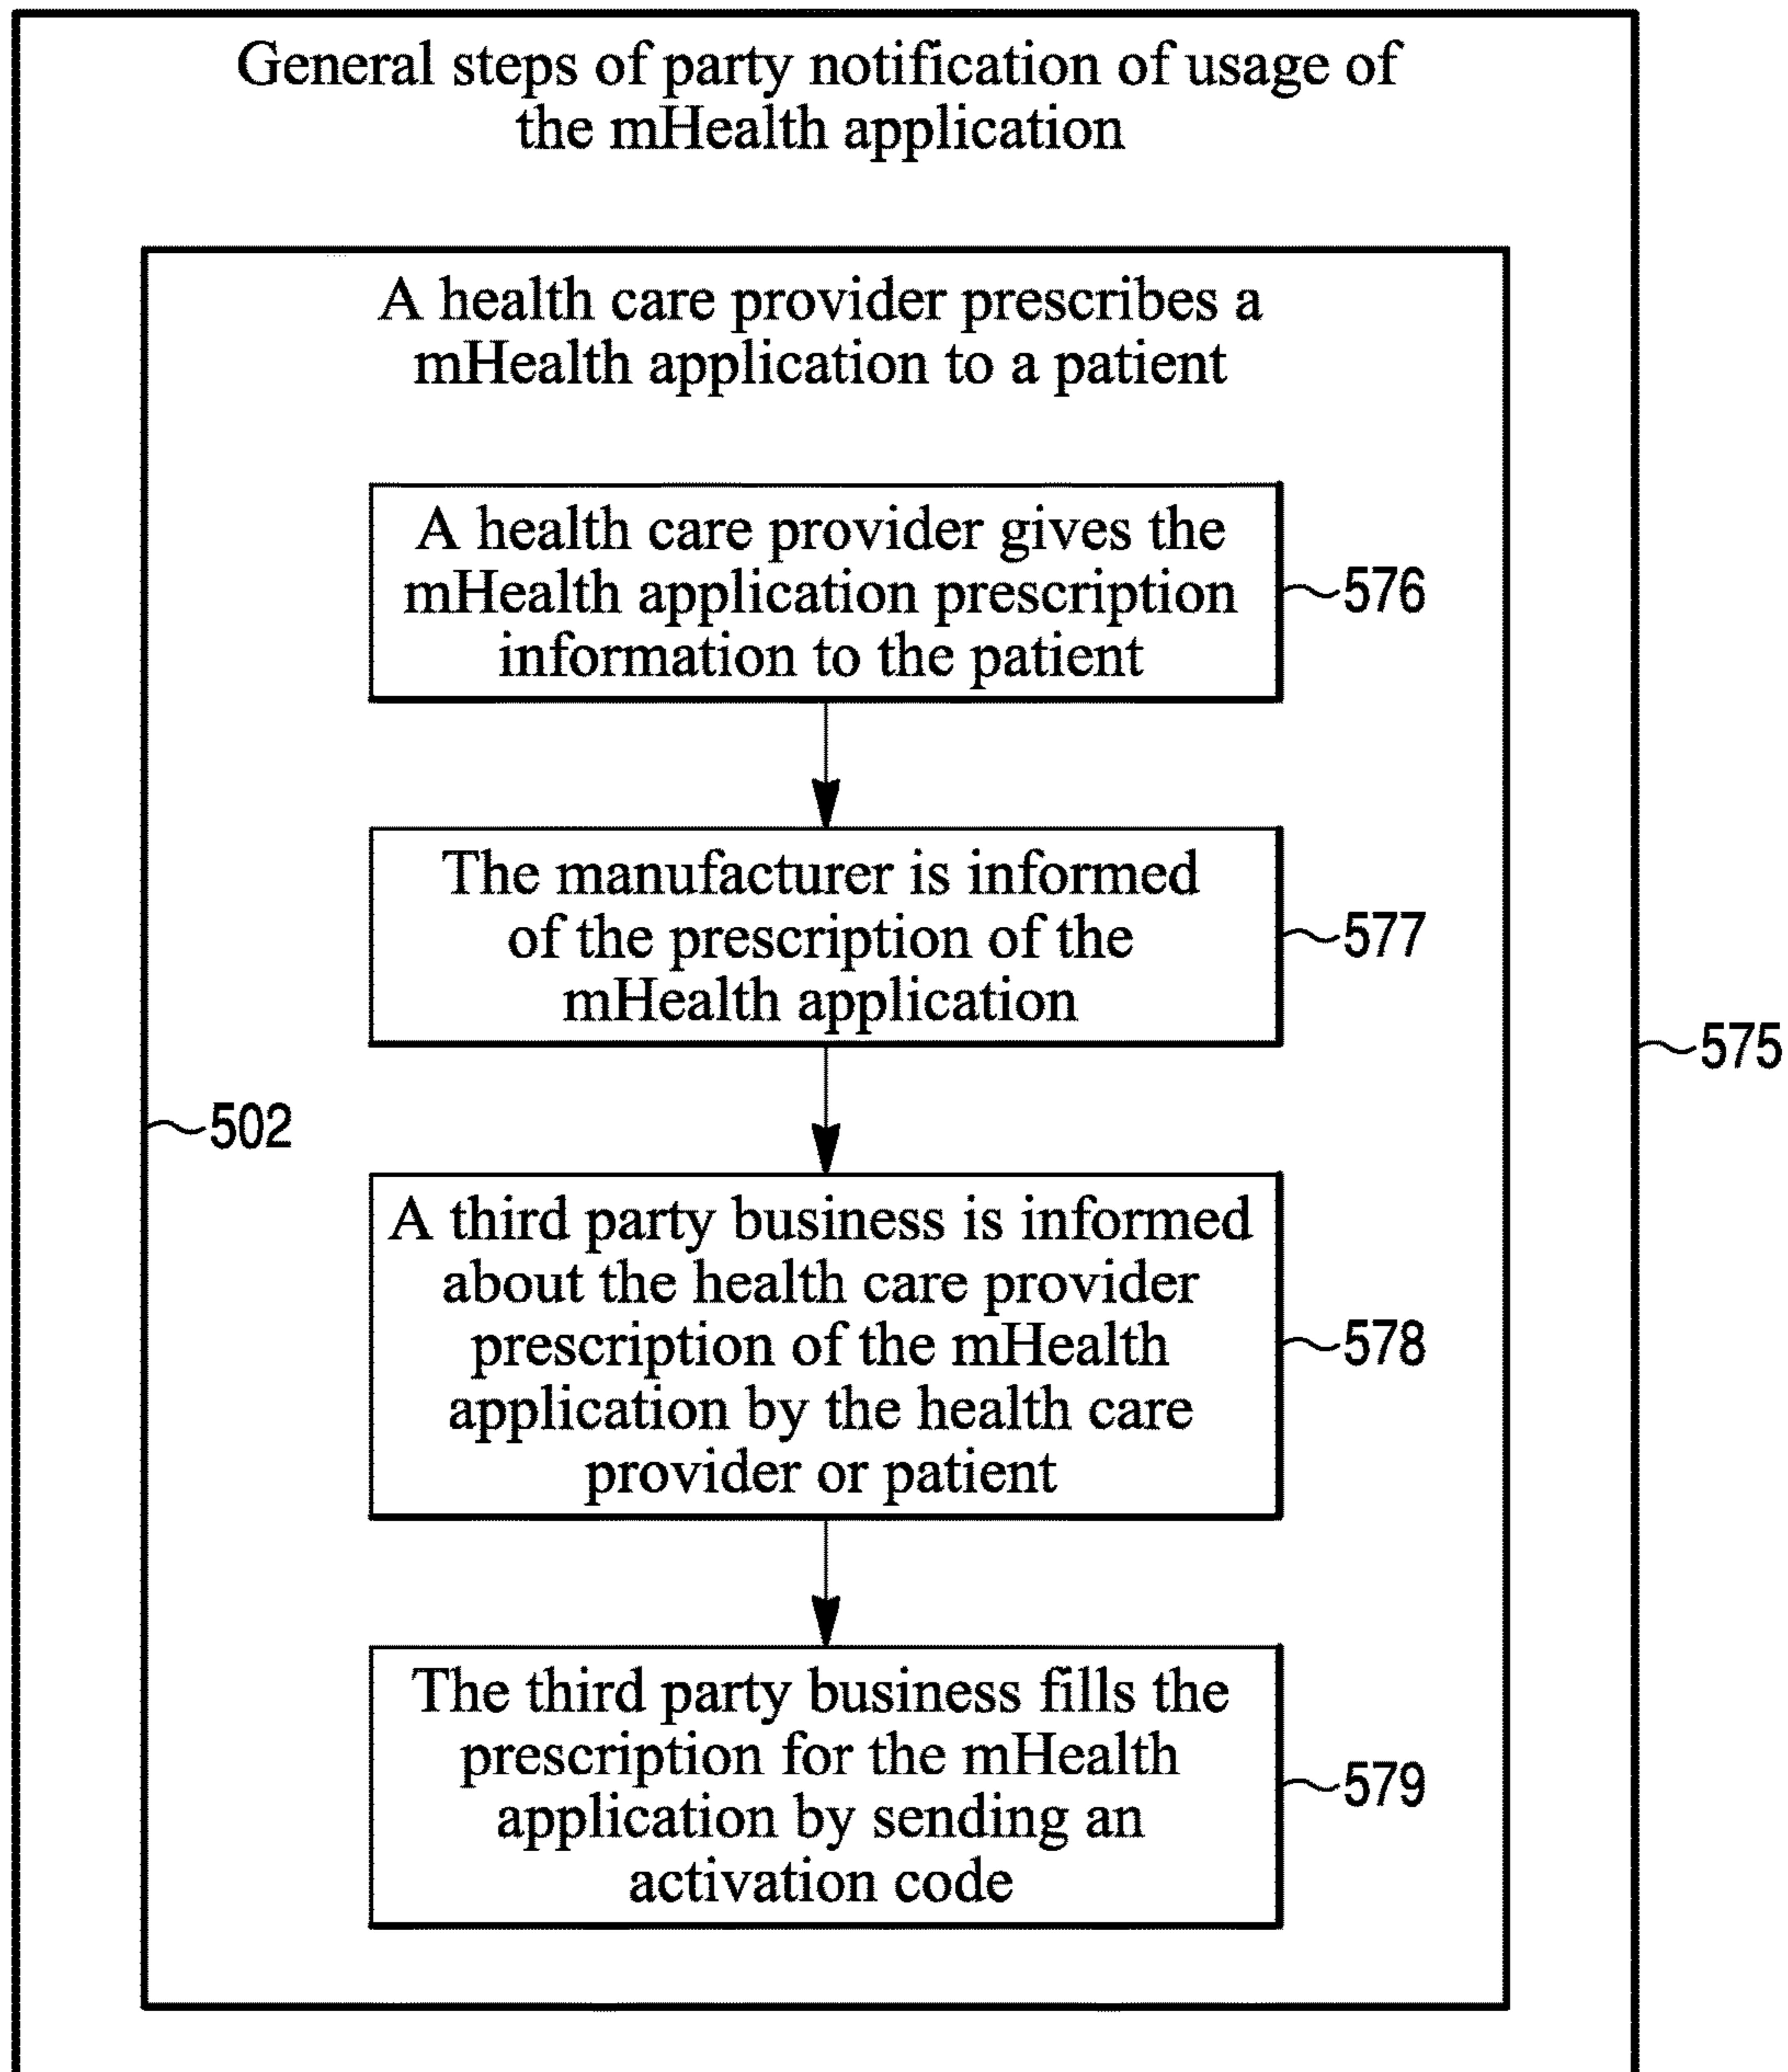 General steps of party notification of usage of
the mHealth application
A health care provider prescribes a
mHealth application to a patient
A health care provider gives the
mHealth application prescription
information to the patient
576
The manufacturer is informed
of the prescription of the
mHealth application
577
575
502
A third party business is informed
about the health care provider
prescription of the mHealth
application by the health care
provider or patient
578
The third party business fills the
prescription for the mHealth
application by sending an
activation code
579